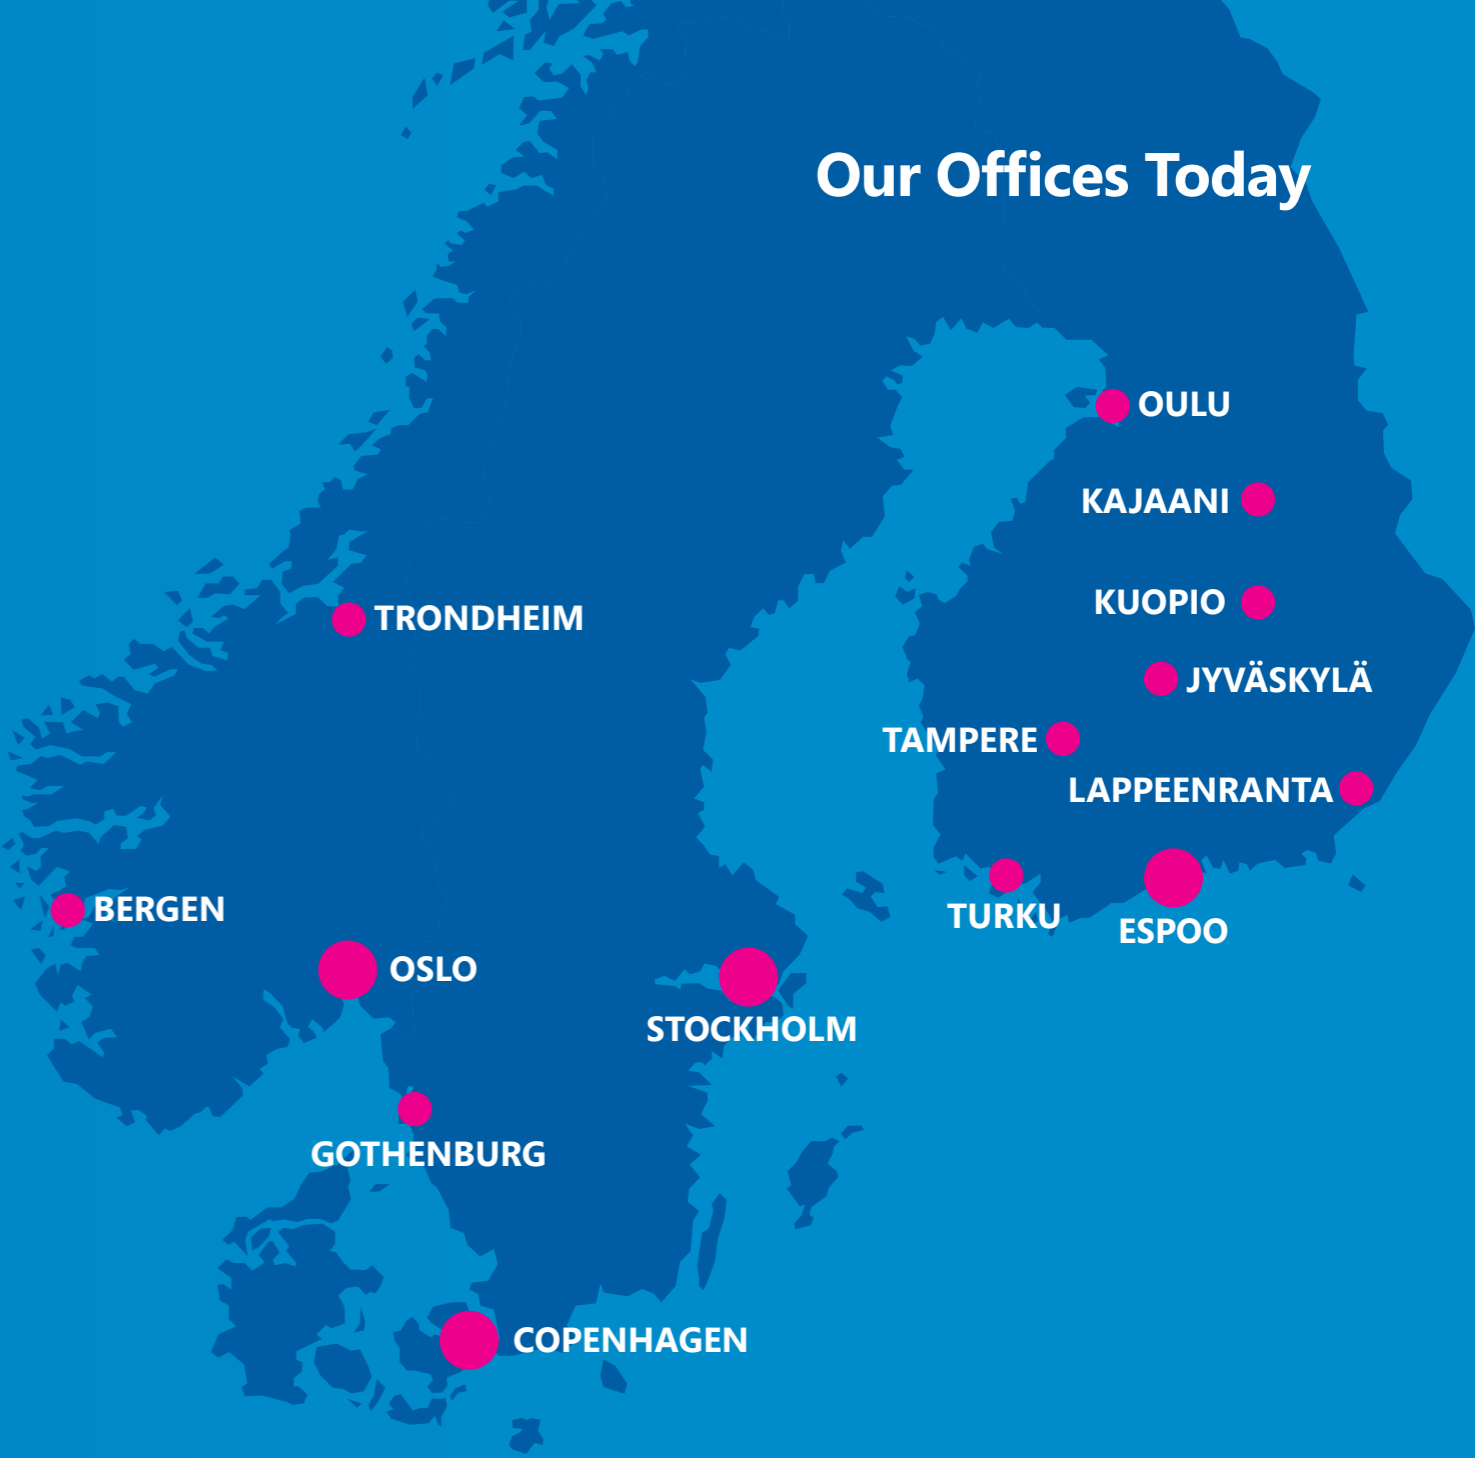 Our Offices Today
OULU
KAJAANI
KUOPIO
TRONDHEIM
JYVÄSKYLÄ
TAMPERE
LAPPEENRANTA
BERGEN
TURKU
ESPOO
OSLO
STOCKHOLM
GOTHENBURG
COPENHAGEN